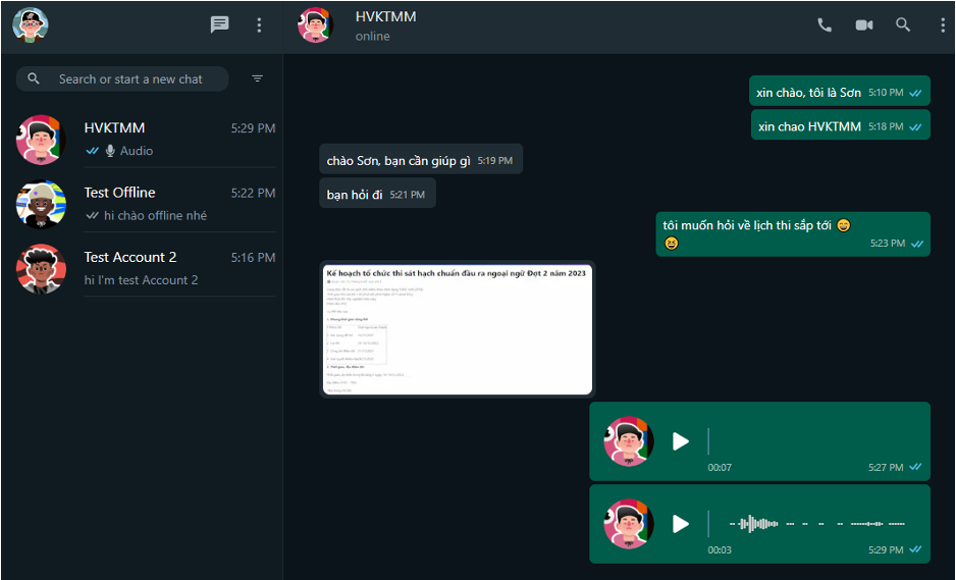 HVKTMM
online
Search or start a new chat
HVKTMM
5:29 PM
Audio
Test Offline
5:22 PM
hi chào offline nhé
Test Account 2
5:16 PM
hi I'm test Account 2
xin chào, tôi là Sơn 5:10 PM
xin chao HVKTMM 5:18 PM
chào Sơn, bạn cần giúp gì 5:19 PM
bạn hỏi đi 5:21 PM
tôi muốn hỏi về lịch thi sắp tới 😄
😆
5:23 PM
Kế hoạch tổ chức thi sát hạch chuẩn đầu ra ngoại ngữ Đợt 2 năm 2023
00:07
5:27 PM
00:03
5:29 PM